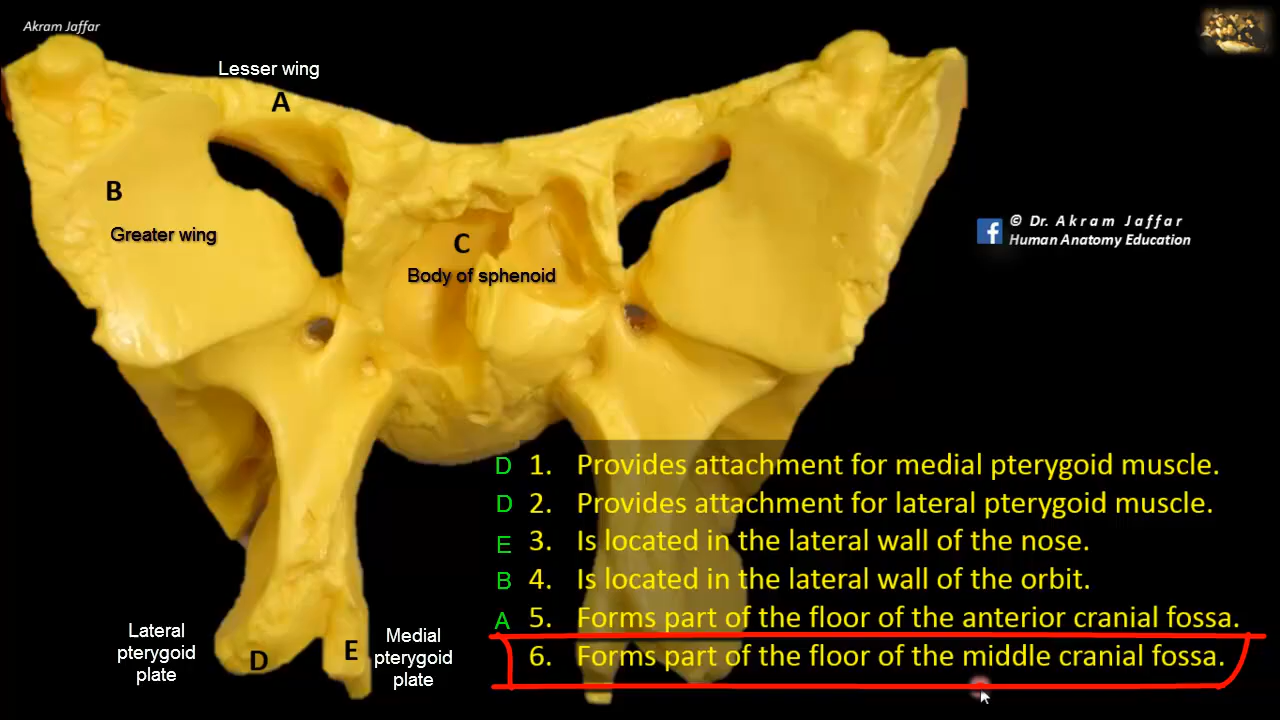 Akram Jaffar
Lesser wing
A
B
Greater wing
C
Body of sphenoid
f © Dr. Akram Jaffar
Human Anatomy Education
D 1. Provides attachment for medial pterygoid muscle.
D 2. Provides attachment for lateral pterygoid muscle.
E 3. Is located in the lateral wall of the nose.
B 4. Is located in the lateral wall of the orbit.
A 5. Forms part of the floor of the anterior cranial fossa.
6. Forms part of the floor of the middle cranial fossa.
Lateral
pterygoid
plate
D
E
Medial
pterygoid
plate